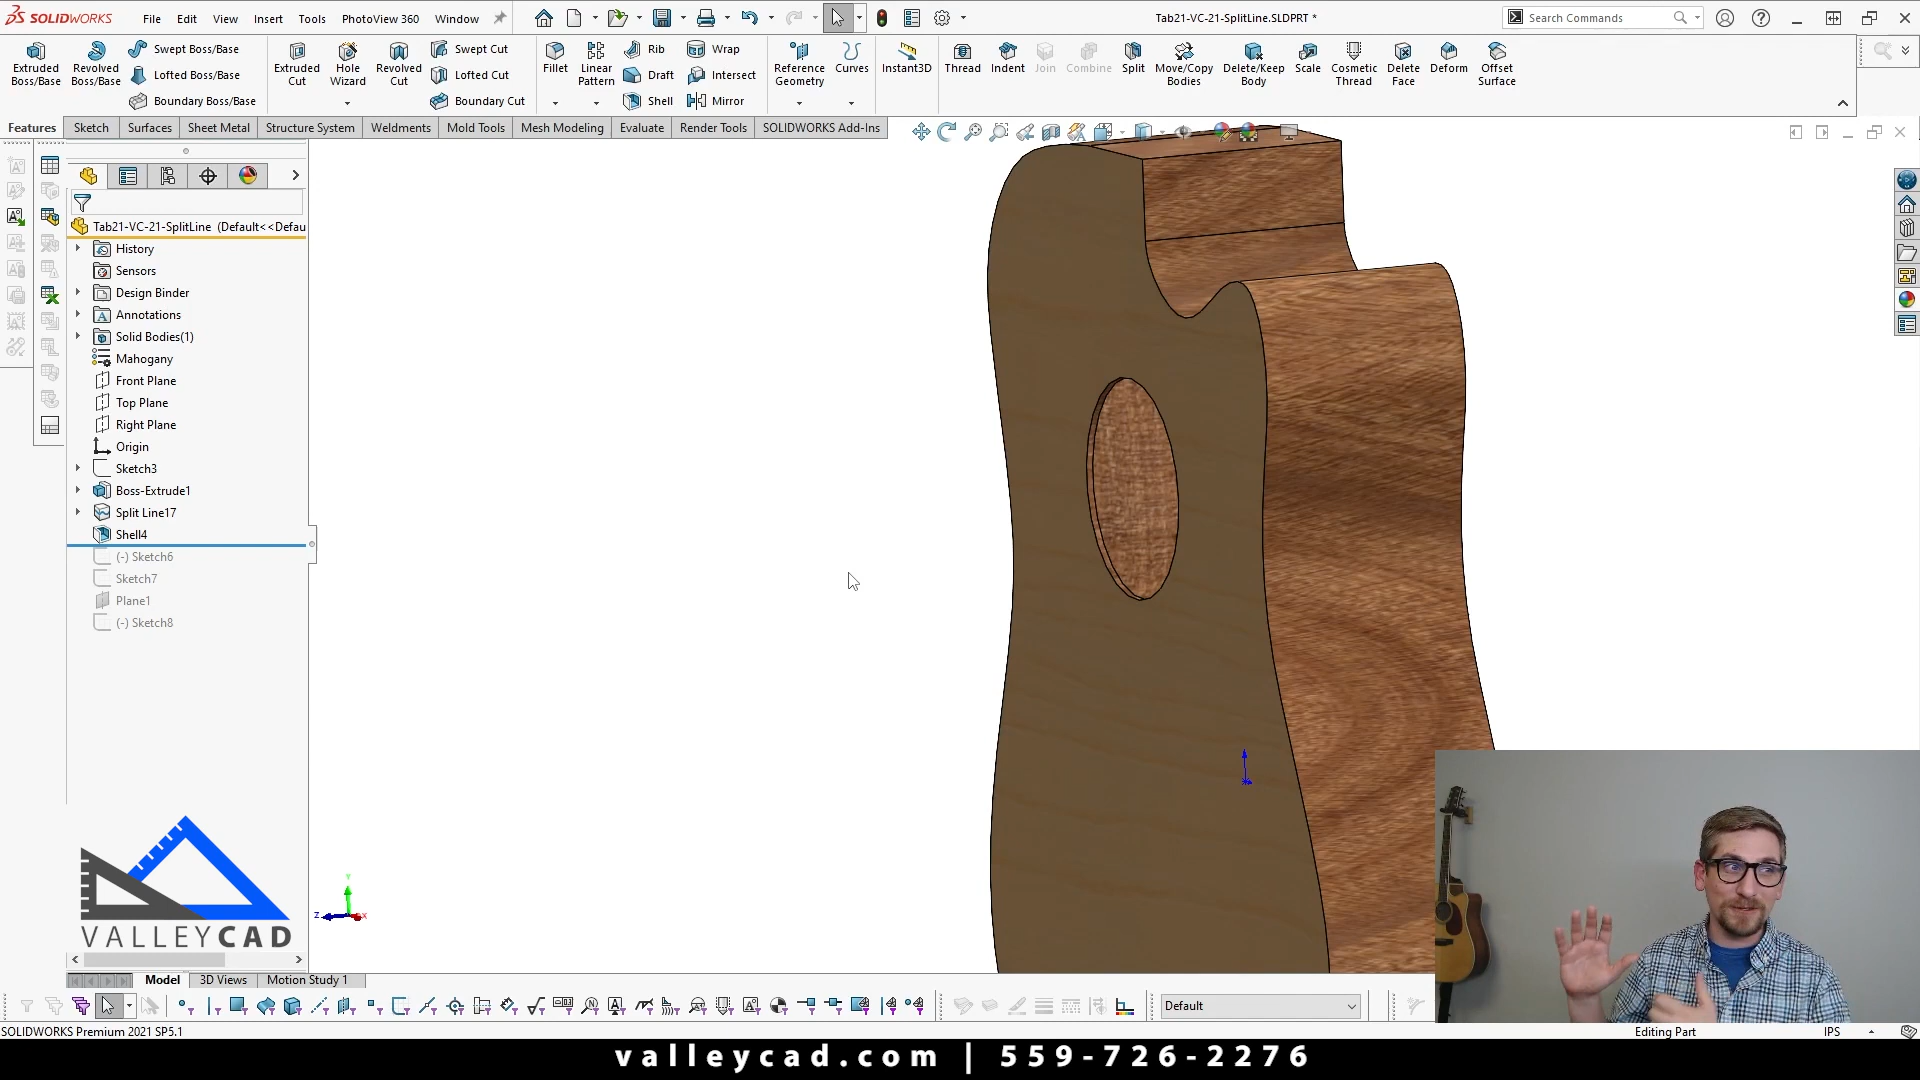 SOLIDWORKS File Edit View Insert Tools PhotoView 360 Window Tab21-VC-21-SplitLine.SLDPRT * Search Commands
Extruded Boss/Base
Revolved Boss/Base
Swept Boss/Base
Lofted Boss/Base
Boundary Boss/Base
Extruded Cut
Hole Wizard
Revolved Cut
Swept Cut
Lofted Cut
Boundary Cut
Fillet
Linear Pattern
Rib
Draft
Shell
Wrap
Intersect
Mirror
Reference Geometry
Curves
Instant3D
Thread
Indent
Join
Combine
Split
Move/Copy Bodies
Delete/Keep Body
Scale
Cosmetic Thread
Delete Face
Deform
Offset Surface
Features Sketch Surfaces Sheet Metal Structure System Weldments Mold Tools Mesh Modeling Evaluate Render Tools SOLIDWORKS Add-Ins
Tab21-VC-21-SplitLine (Default<<Defau
History
Sensors
Design Binder
Annotations
Solid Bodies(1)
Mahogany
Front Plane
Top Plane
Right Plane
Origin
Sketch3
Boss-Extrude1
Split Line17
Shell4
(-) Sketch6
Sketch7
Plane1
(-) Sketch8
VALLEYCAD
Y
Z
X
Model 3D Views Motion Study 1
Default
SOLIDWORKS Premium 2021 SP5.1 Editing Part IPS
valleycad.com | 559-726-2276